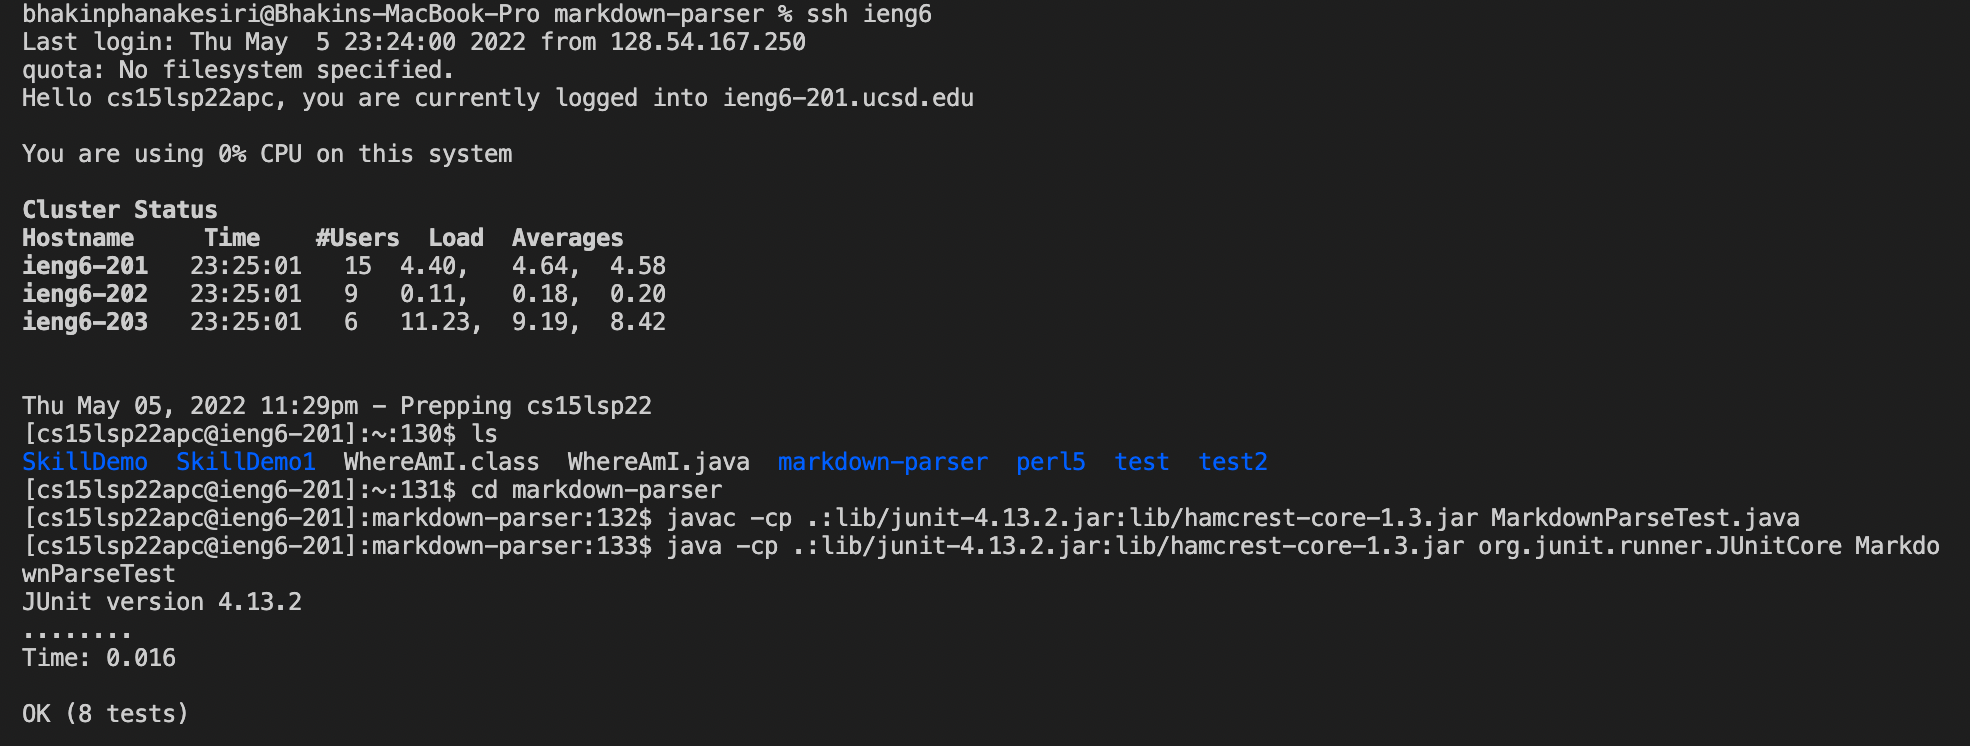 bhakinphanakesiri@Bhakins-MacBook-Pro markdown-parser % ssh ieng6
Last login: Thu May  5 23:24:00 2022 from 128.54.167.250
quota: No filesystem specified.
Hello cs15lsp22apc, you are currently logged into ieng6-201.ucsd.edu
You are using 0% CPU on this system
Cluster Status
Hostname     Time    #Users  Load  Averages
ieng6-201   23:25:01   15  4.40,   4.64,  4.58
ieng6-202   23:25:01   9   0.11,   0.18,  0.20
ieng6-203   23:25:01   6   11.23,  9.19,  8.42
Thu May 05, 2022 11:29pm - Prepping cs15lsp22
[cs15lsp22apc@ieng6-201]:~:130$ ls
SkillDemo  SkillDemo1  WhereAmI.class  WhereAmI.java  markdown-parser  perl5  test  test2
[cs15lsp22apc@ieng6-201]:~:131$ cd markdown-parser
[cs15lsp22apc@ieng6-201]:markdown-parser:132$ javac -cp .:lib/junit-4.13.2.jar:lib/hamcrest-core-1.3.jar MarkdownParseTest.java
[cs15lsp22apc@ieng6-201]:markdown-parser:133$ java -cp .:lib/junit-4.13.2.jar:lib/hamcrest-core-1.3.jar org.junit.runner.JUnitCore Markdo
wnParseTest
JUnit version 4.13.2
........
Time: 0.016
OK (8 tests)